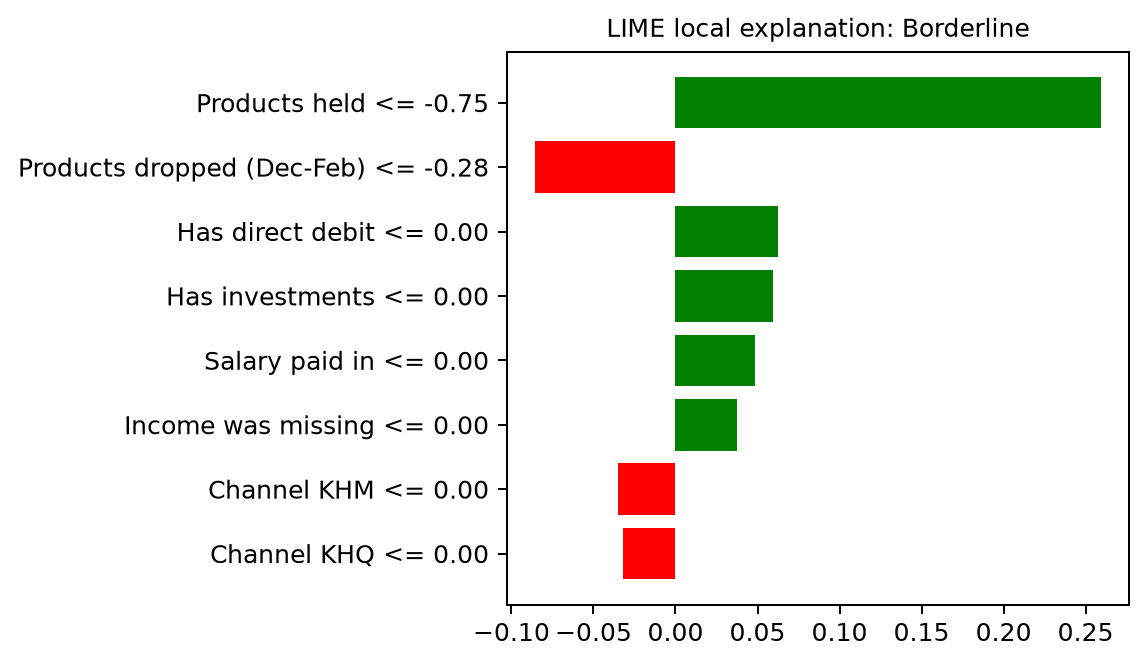 LIME local explanation: Borderline
Products held <= -0.75
Products dropped (Dec-Feb) <= -0.28
Has direct debit <= 0.00
Has investments <= 0.00
Salary paid in <= 0.00
Income was missing <= 0.00
Channel KHM <= 0.00
Channel KHQ <= 0.00
−0.10 −0.05 0.00 0.05 0.10 0.15 0.20 0.25